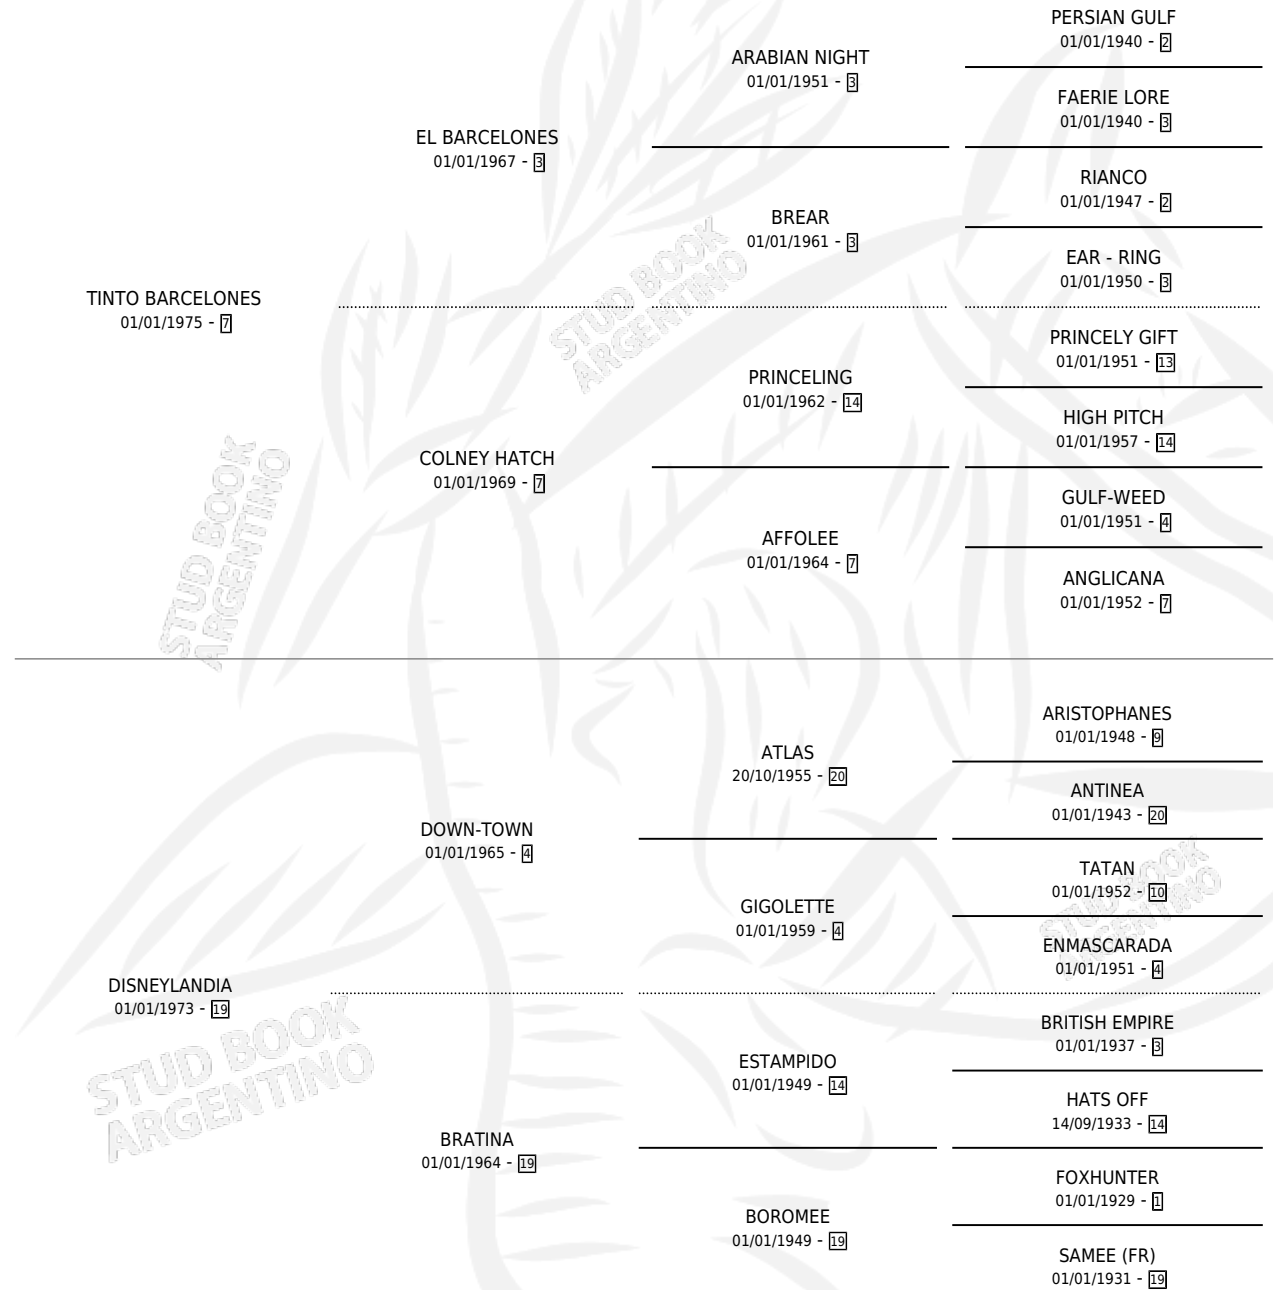 PERSIAN GULF
01/01/1940 - 2
ARABIAN NIGHT
01/01/1951 - 3
FAERIE LORE
01/01/1940 - 3
EL BARCELONES
01/01/1967 - 3
RIANCO
01/01/1947 - 2
BREAR
01/01/1961 - 3
EAR - RING
01/01/1950 - 3
TINTO BARCELONES
01/01/1975 - 7
PRINCELY GIFT
01/01/1951 - 13
PRINCELING
01/01/1962 - 14
HIGH PITCH
01/01/1957 - 14
COLNEY HATCH
01/01/1969 - 7
GULF-WEED
01/01/1951 - 4
AFFOLEE
01/01/1964 - 7
ANGLICANA
01/01/1952 - 7
STUD BOOK
ARGENTINO
STUD BOOK
ARGENTINO
ARISTOPHANES
01/01/1948 - 9
ATLAS
20/10/1955 - 20
ANTINEA
01/01/1943 - 20
DOWN-TOWN
01/01/1965 - 4
TATAN
01/01/1952 - 10
GIGOLETTE
01/01/1959 - 4
ENMASCARADA
01/01/1951 - 4
STUD BOOK
ARGENTINO
DISNEYLANDIA
01/01/1973 - 19
BRITISH EMPIRE
01/01/1937 - 3
ESTAMPIDO
01/01/1949 - 14
HATS OFF
14/09/1933 - 14
STUD BOOK
ARGENTINO
BRATINA
01/01/1964 - 19
FOXHUNTER
01/01/1929 - 1
BOROMEE
01/01/1949 - 19
SAMEE (FR)
01/01/1931 - 19